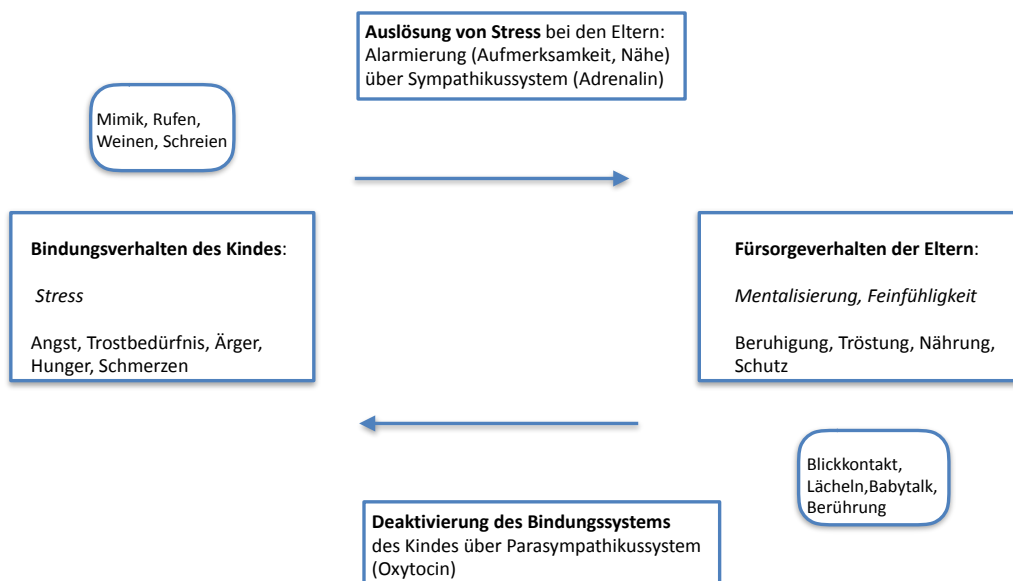 Auslösung von Stress bei den Eltern:
Alarmierung (Aufmerksamkeit, Nähe)
über Sympathikussystem (Adrenalin)
Mimik, Rufen,
Weinen, Schreien
Bindungsverhalten des Kindes:
Stress
Angst, Trostbedürfnis, Ärger,
Hunger, Schmerzen
Fürsorgeverhalten der Eltern:
Mentalisierung, Feinfühligkeit
Beruhigung, Tröstung, Nährung,
Schutz
Blickkontakt,
Lächeln,Babytalk,
Berührung
Deaktivierung des Bindungssystems
des Kindes über Parasympathikussystem
(Oxytocin)